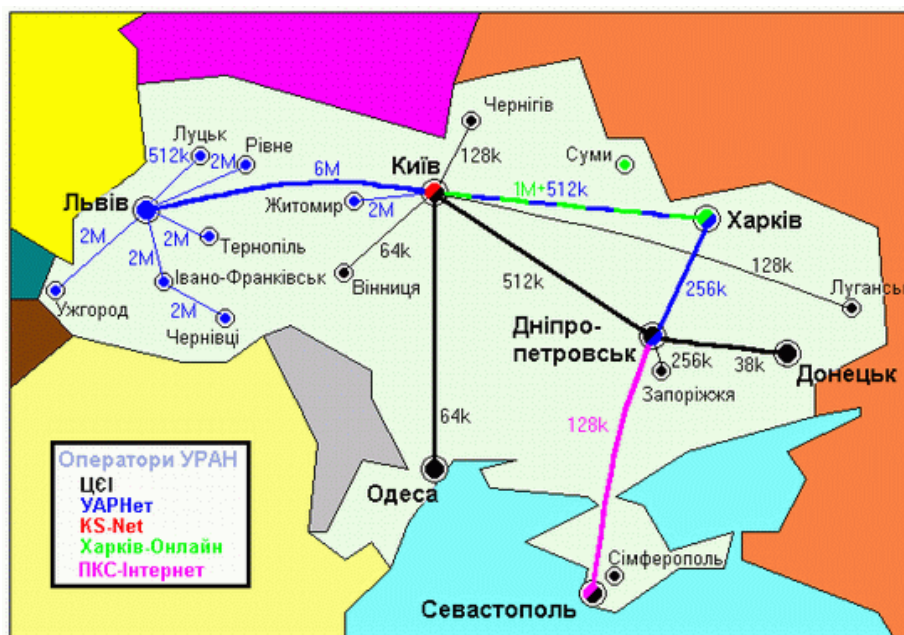 Чернігів
Луцьк
512k
2M
Рівне
128k
Київ
Суми
6M
1M+512k
Львів
Житомир
2M
Харків
2M
2M
Тернопіль
64k
2M
128k
Івано-Франківськ
Вінниця
512k
256k
Луганськ
Ужгород
2M
Чернівці
Дніпро-
петровськ
256k
38k
Донецьк
Запоріжжя
64k
128k
Оператори УРАН
ЦЄІ
УАРНет
KS-Net
Харків-Онлайн
ПКС-Інтернет
Одеса
Сімферополь
Севастополь